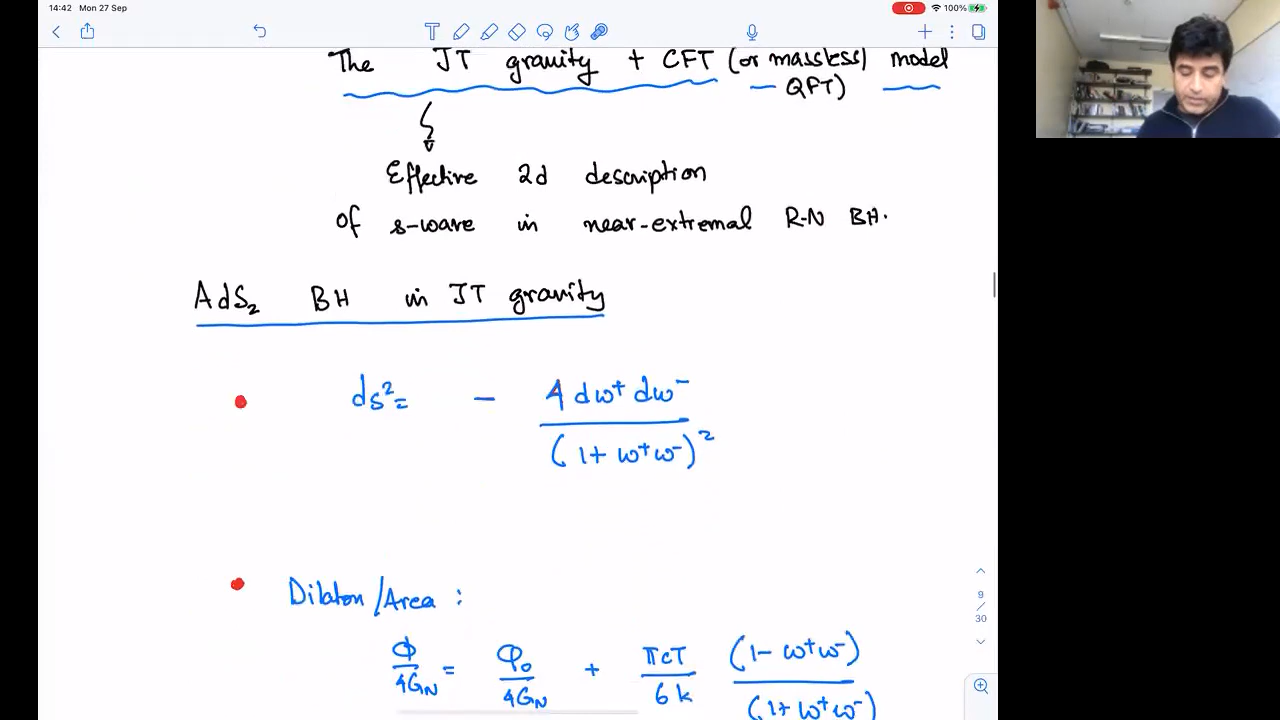 14:42 Mon 27 Sep
100%
The JT gravity + CFT (or massless) model
QFT)
Effective 2d description
of s-wave in near-extremal R-N BH.
AdS₂ BH in JT gravity
ds² = - 4 dω⁺ dω⁻
(1 + ω⁺ω⁻)²
Dilaton/Area :
Φ/4G_N = Φ₀/4G_N + πcT/6k (1 - ω⁺ω⁻)/(1 + ω⁺ω⁻)
9
/
30